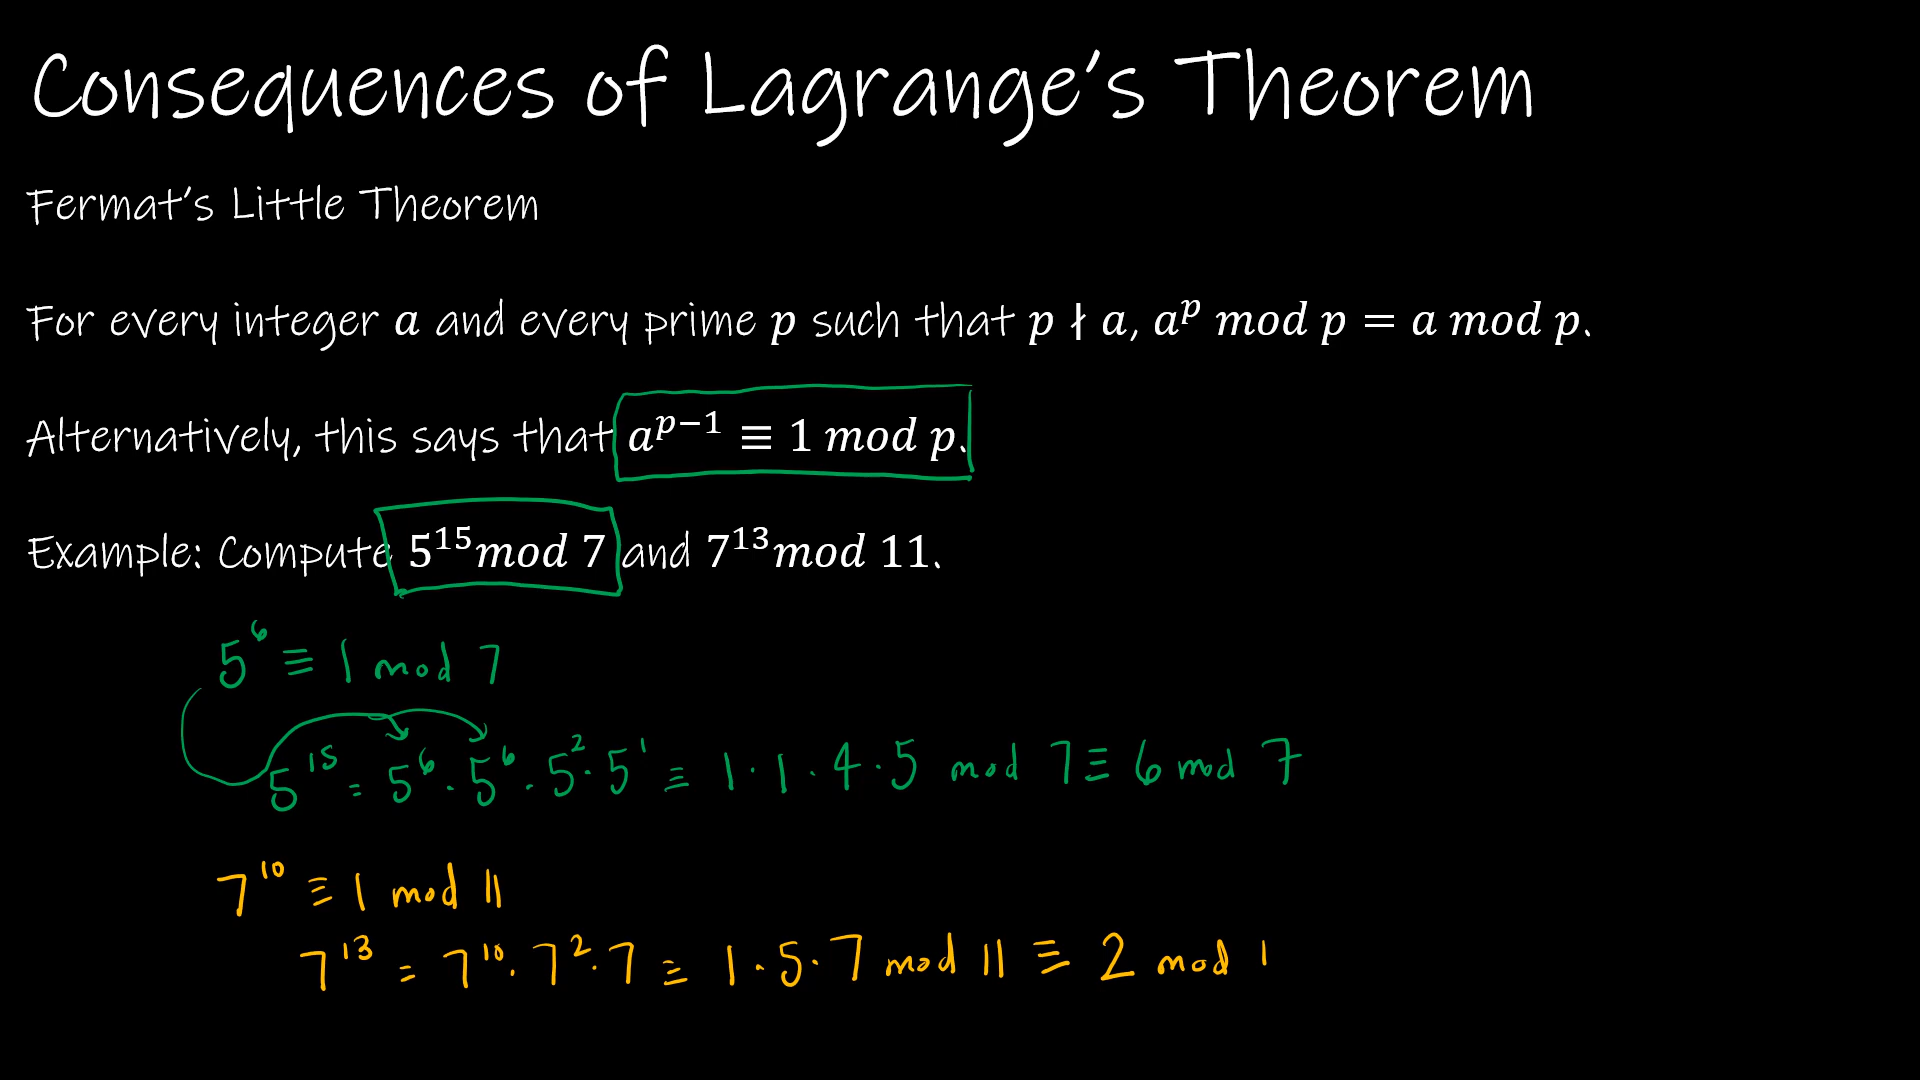 Consequences of Lagrange's Theorem
Fermat's Little Theorem
For every integer a and every prime p such that p ∤ a, a^p mod p = a mod p.
Alternatively, this says that a^{p−1} ≡ 1 mod p.
Example: Compute 5^{15} mod 7 and 7^{13} mod 11.
5^6 ≡ 1 mod 7
5^{15} = 5^6 · 5^6 · 5^2 · 5^1 ≡ 1 · 1 · 4 · 5 mod 7 ≡ 6 mod 7
7^{10} ≡ 1 mod 11
7^{13} = 7^{10} · 7^2 · 7 ≡ 1 · 5 · 7 mod 11 ≡ 2 mod 1